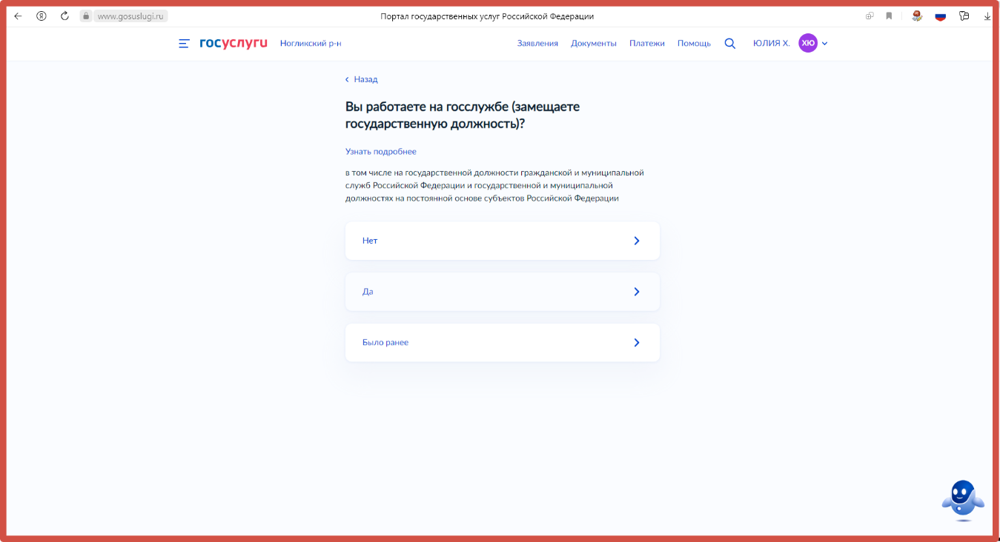 www.gosuslugi.ru
Портал государственных услуг Российской Федерации
госуслуги Ногликский р-н Заявления Документы Платежи Помощь ЮЛИЯ Х. ХЮ
Назад
Вы работаете на госслужбе (замещаете
государственную должность)?
Узнать подробнее
в том числе на государственной должности гражданской и муниципальной
служб Российской Федерации и государственной и муниципальной
должностях на постоянной основе субъектов Российской Федерации
Нет
Да
Было ранее